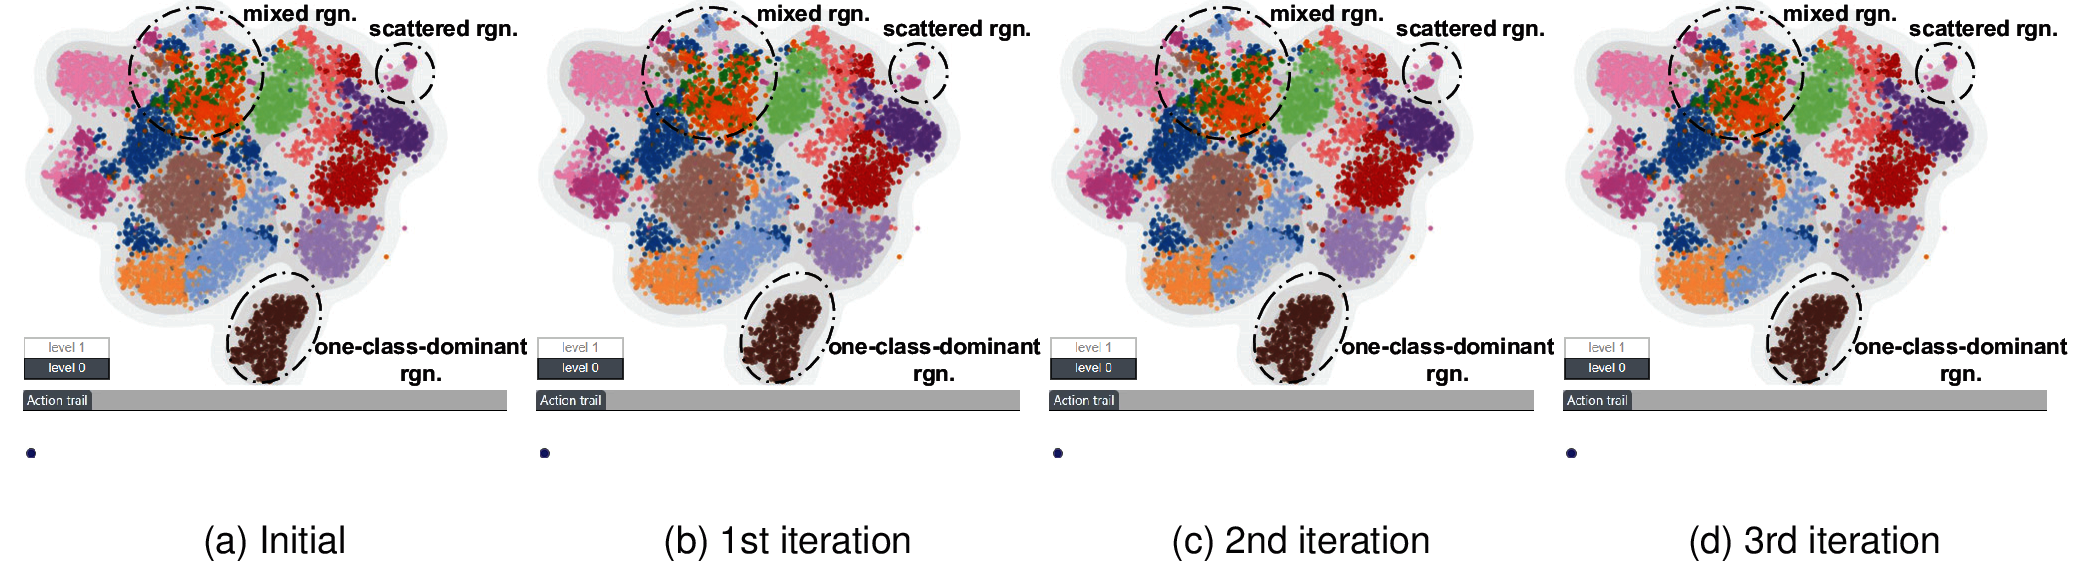 mixed rgn.
scattered rgn.
one-class-dominant
rgn.
level 1
level 0
Action trail
(a) Initial
mixed rgn.
scattered rgn.
one-class-dominant
rgn.
level 1
level 0
Action trail
(b) 1st iteration
mixed rgn.
scattered rgn.
one-class-dominant
rgn.
level 1
level 0
Action trail
(c) 2nd iteration
mixed rgn.
scattered rgn.
one-class-dominant
rgn.
level 1
level 0
Action trail
(d) 3rd iteration